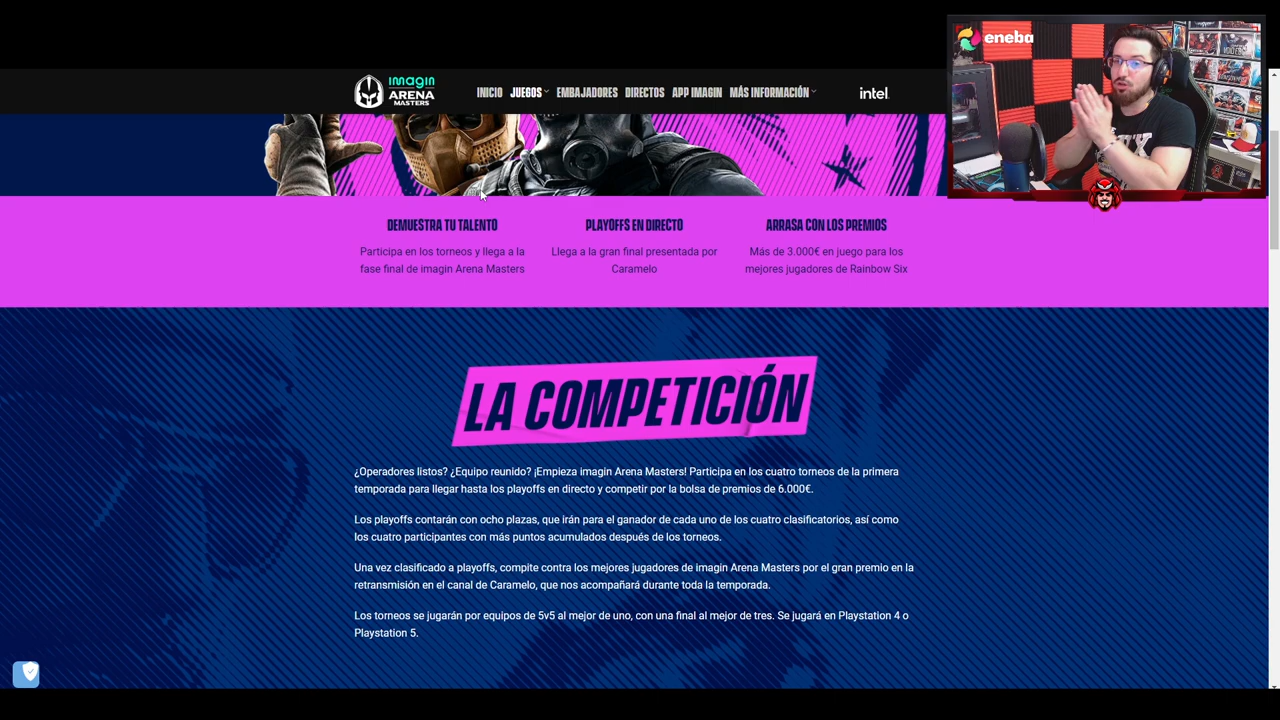 eneba
imagin
ARENA
MASTERS
INICIO JUEGOS EMBAJADORES DIRECTOS APP IMAGIN MÁS INFORMACIÓN
intel.
DEMUESTRA TU TALENTO
Participa en los torneos y llega a la
fase final de imagin Arena Masters
PLAYOFFS EN DIRECTO
Llega a la gran final presentada por
Caramelo
ARRASA CON LOS PREMIOS
Más de 3.000€ en juego para los
mejores jugadores de Rainbow Six
LA COMPETICIÓN
¿Operadores listos? ¿Equipo reunido? ¡Empieza imagin Arena Masters! Participa en los cuatro torneos de la primera
temporada para llegar hasta los playoffs en directo y competir por la bolsa de premios de 6.000€.
Los playoffs contarán con ocho plazas, que irán para el ganador de cada uno de los cuatro clasificatorios, así como
los cuatro participantes con más puntos acumulados después de los torneos.
Una vez clasificado a playoffs, compite contra los mejores jugadores de imagin Arena Masters por el gran premio en la
retransmisión en el canal de Caramelo, que nos acompañará durante toda la temporada.
Los torneos se jugarán por equipos de 5v5 al mejor de uno, con una final al mejor de tres. Se jugará en Playstation 4 o
Playstation 5.